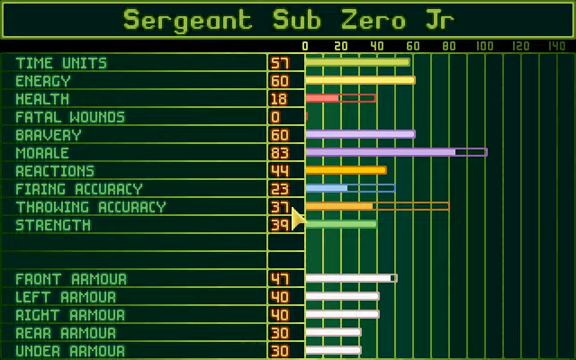 Sergeant Sub Zero Jr
0 20 40 60 80 100 120 140
TIME UNITS 57
ENERGY 60
HEALTH 18
FATAL WOUNDS 0
BRAVERY 60
MORALE 83
REACTIONS 44
FIRING ACCURACY 23
THROWING ACCURACY 37
STRENGTH 39
FRONT ARMOUR 47
LEFT ARMOUR 40
RIGHT ARMOUR 40
REAR ARMOUR 30
UNDER ARMOUR 30